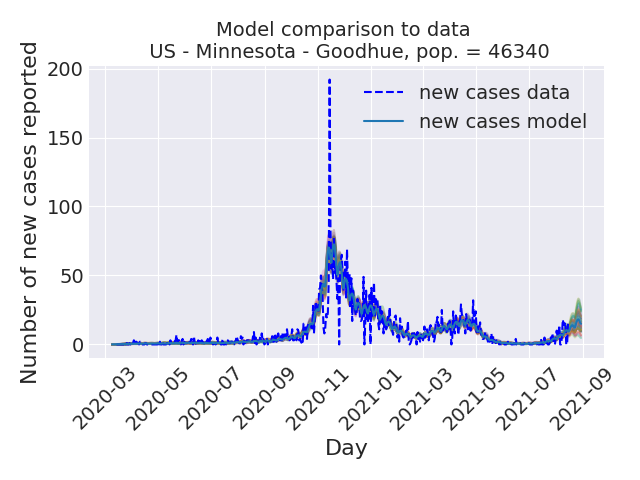 Model comparison to data
US - Minnesota - Goodhue, pop. = 46340
Number of new cases reported
200
150
100
50
0
new cases data
new cases model
2020-03
2020-05
2020-07
2020-09
2020-11
2021-01
2021-03
2021-05
2021-07
2021-09
Day